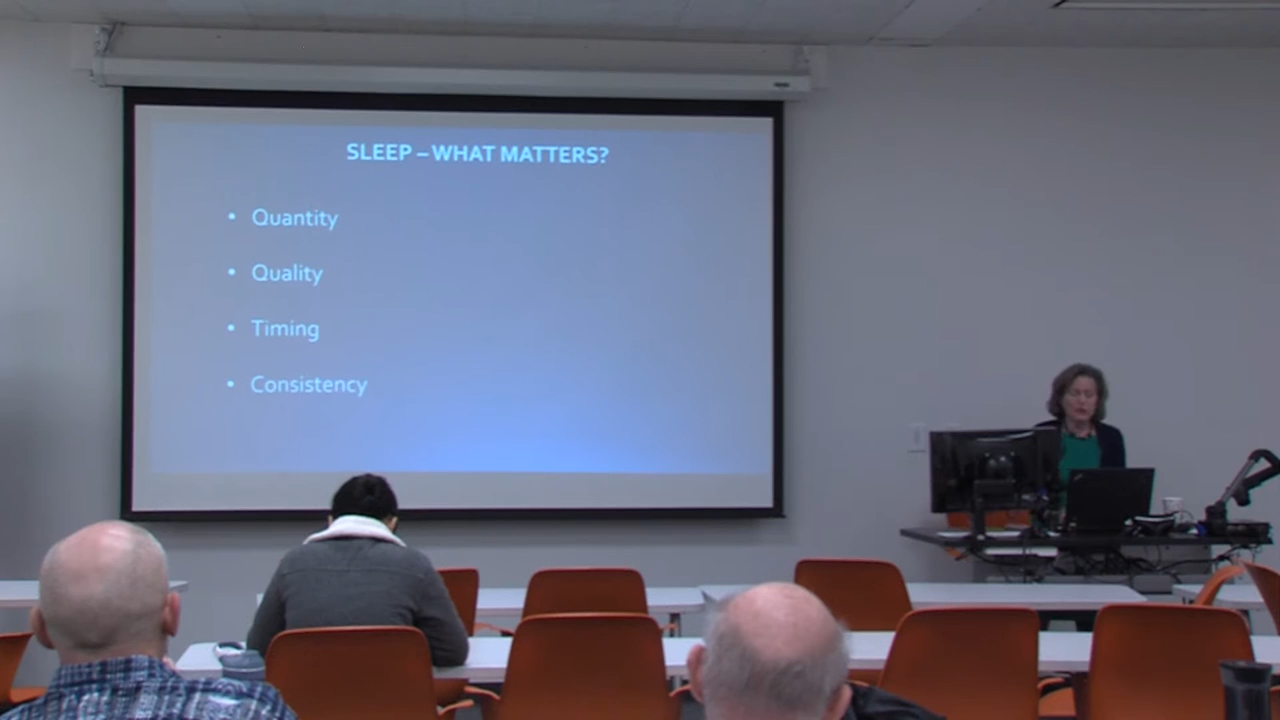 SLEEP – WHAT MATTERS?
• Quantity
• Quality
• Timing
• Consistency